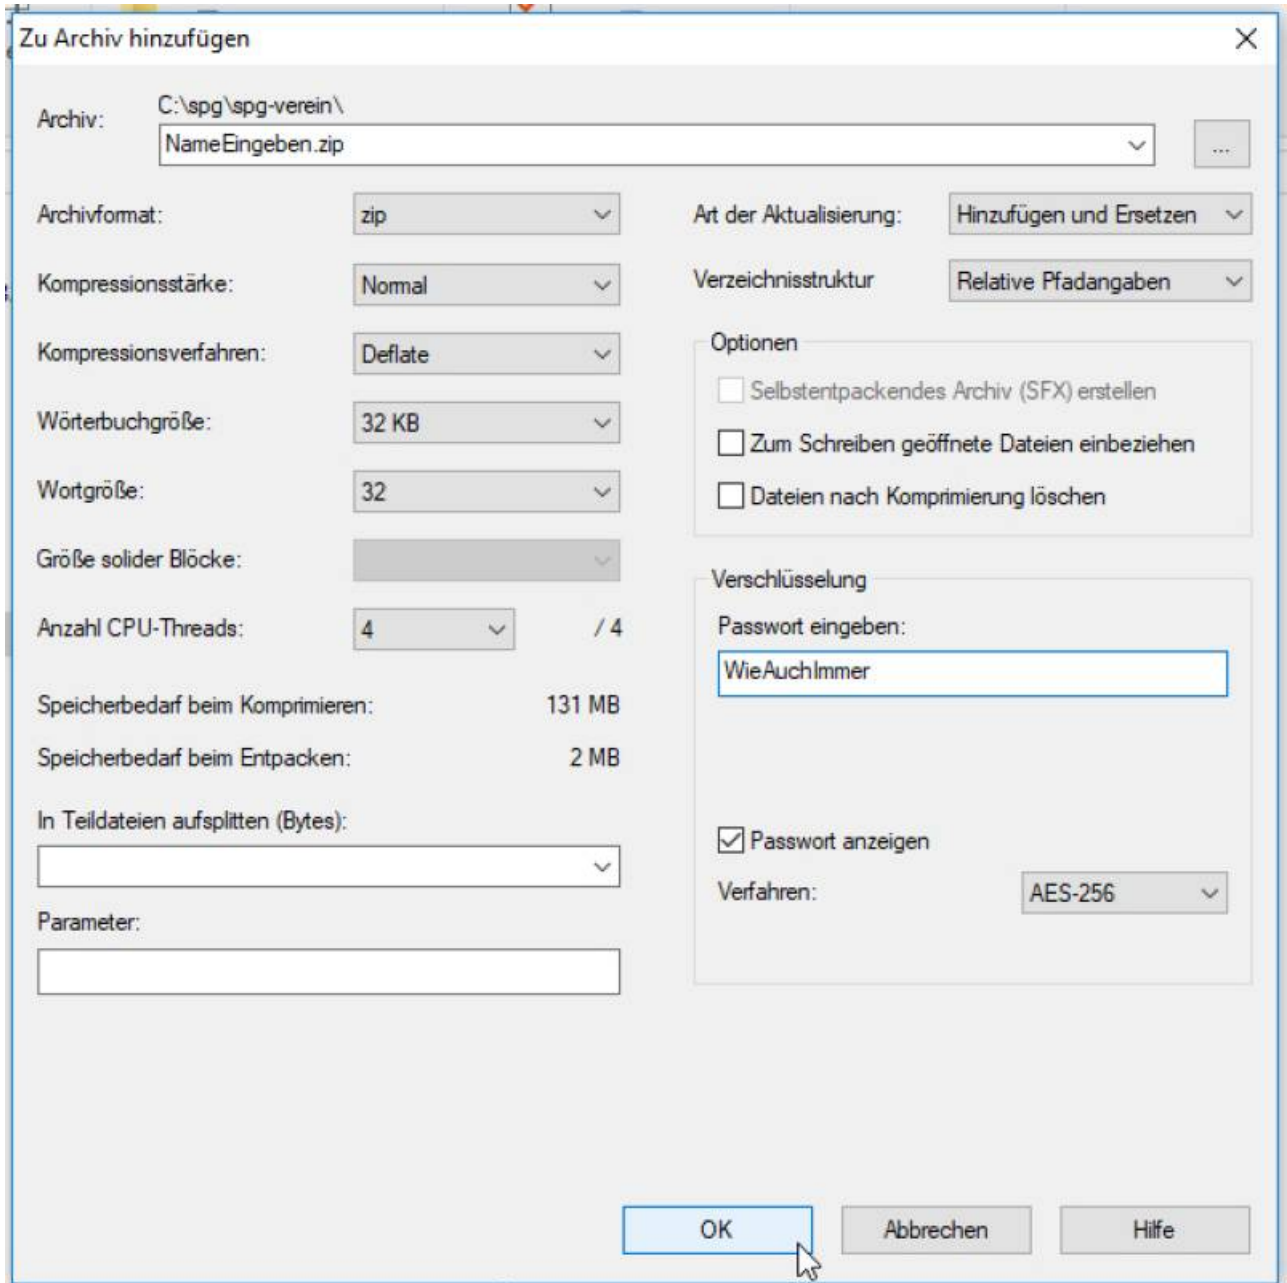 Zu Archiv hinzufügen
Archiv:
C:\spg\spg-verein\
NameEingeben.zip
...
Archivformat:
zip
Kompressionsstärke:
Normal
Kompressionsverfahren:
Deflate
Wörterbuchgröße:
32 KB
Wortgröße:
32
Größe solider Blöcke:
Anzahl CPU-Threads:
4
/ 4
Speicherbedarf beim Komprimieren:
131 MB
Speicherbedarf beim Entpacken:
2 MB
In Teildateien aufsplitten (Bytes):
Parameter:
Art der Aktualisierung:
Hinzufügen und Ersetzen
Verzeichnisstruktur
Relative Pfadangaben
Optionen
Selbstentpackendes Archiv (SFX) erstellen
Zum Schreiben geöffnete Dateien einbeziehen
Dateien nach Komprimierung löschen
Verschlüsselung
Passwort eingeben:
WieAuchImmer
Passwort anzeigen
Verfahren:
AES-256
OK
Abbrechen
Hilfe